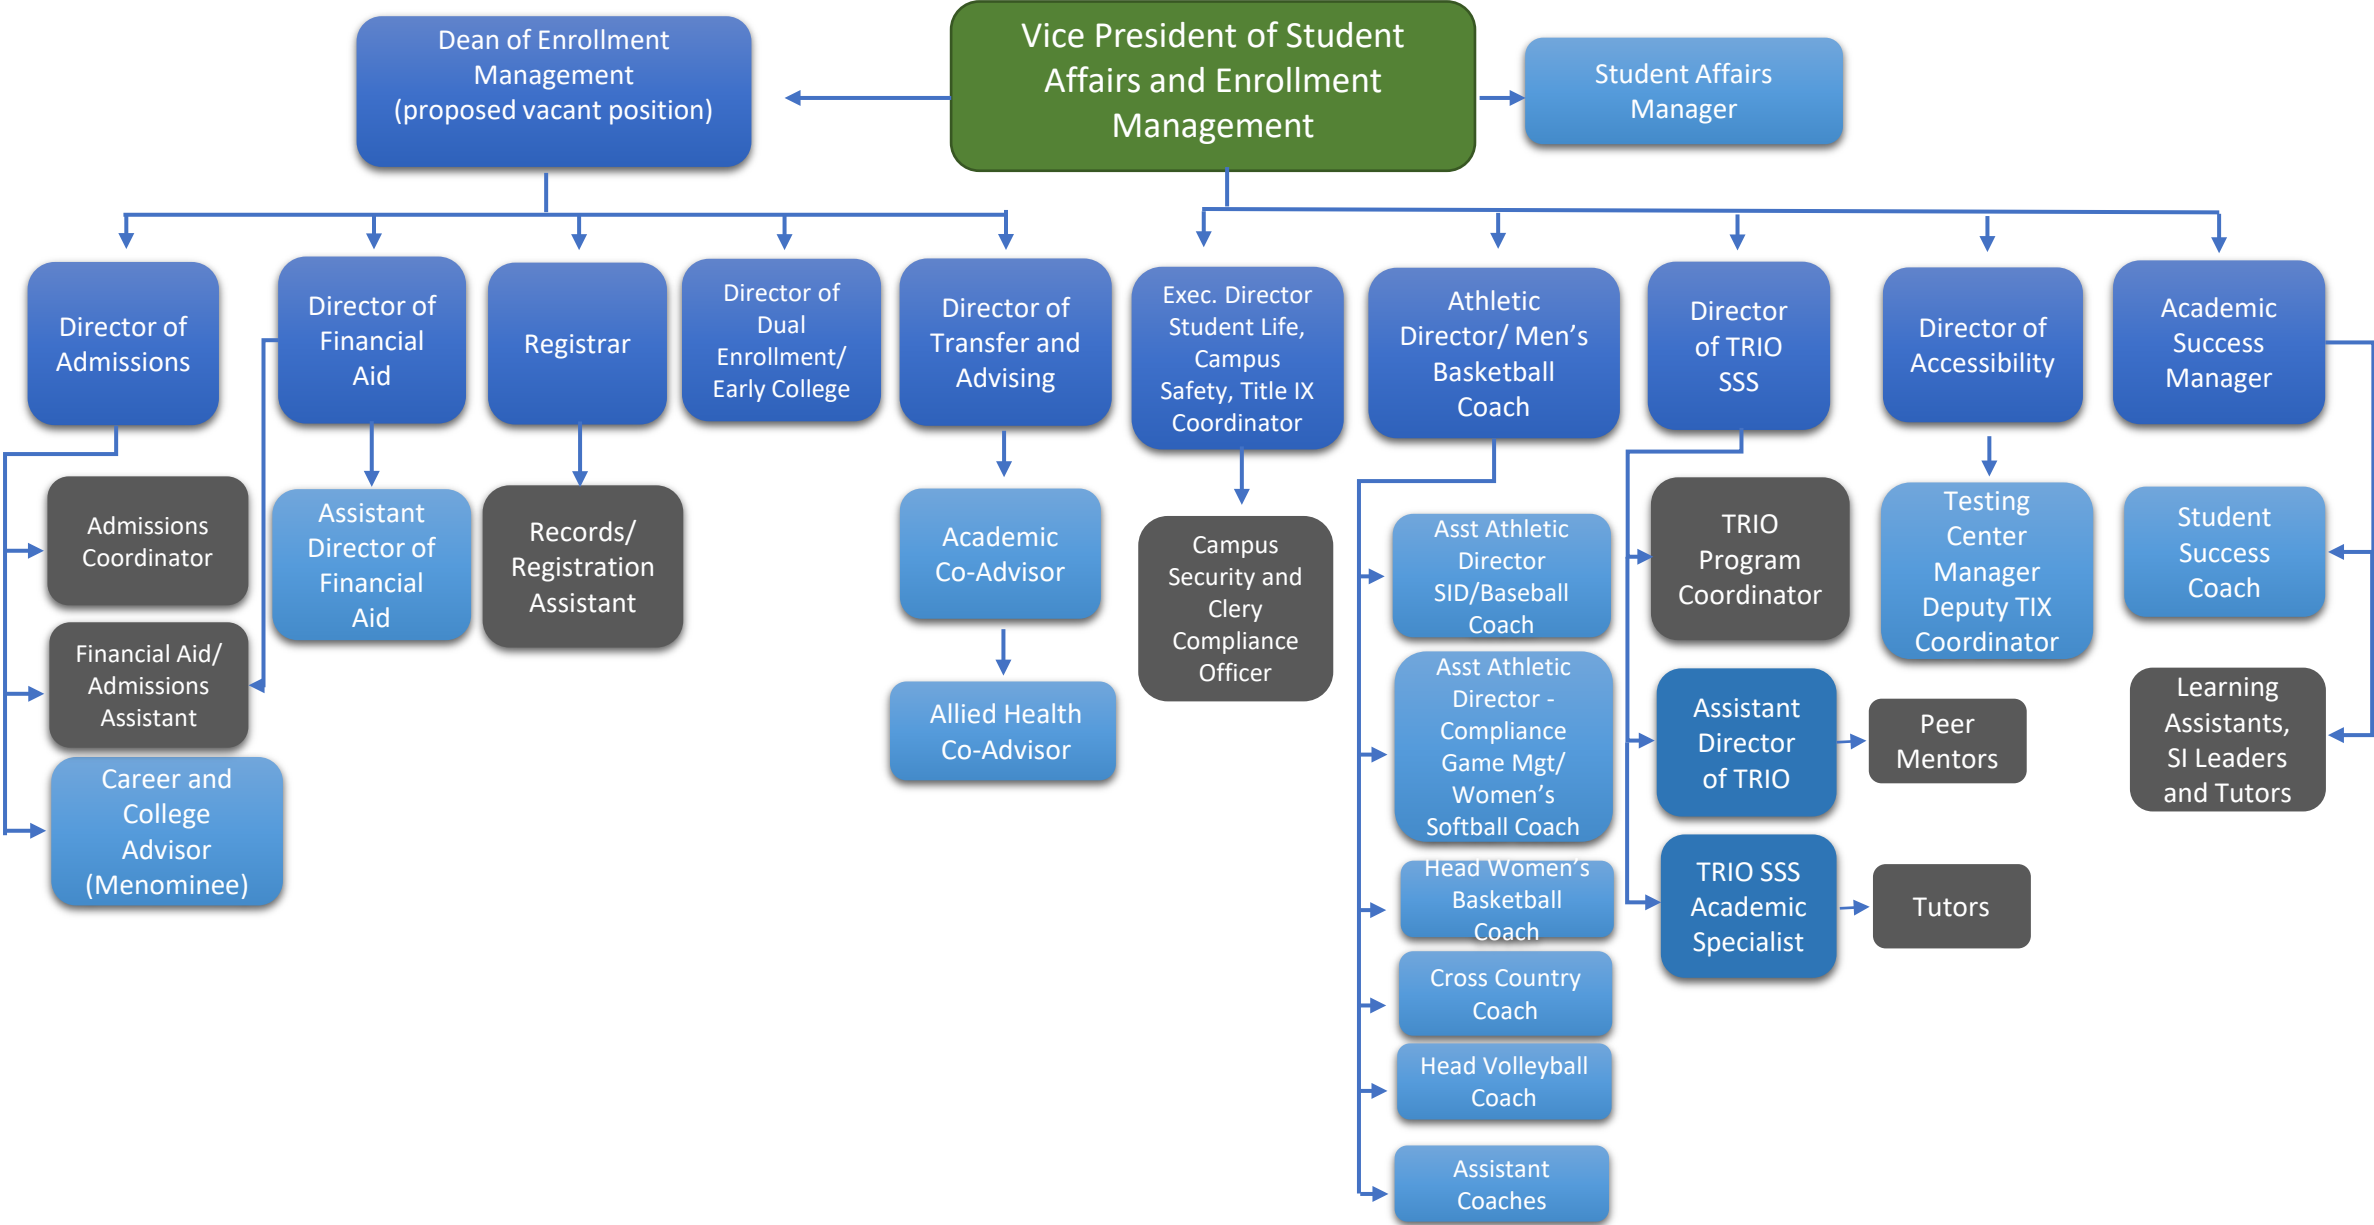 Dean of Enrollment
Management
(proposed vacant position)
Vice President of Student
Affairs and Enrollment
Management
Student Affairs
Manager
Director of
Admissions
Director of
Financial
Aid
Registrar
Director of
Dual
Enrollment/
Early College
Director of
Transfer and
Advising
Exec. Director
Student Life,
Campus
Safety, Title IX
Coordinator
Athletic
Director/ Men’s
Basketball
Coach
Director
of TRIO
SSS
Director of
Accessibility
Academic
Success
Manager
Admissions
Coordinator
Financial Aid/
Admissions
Assistant
Career and
College
Advisor
(Menominee)
Assistant
Director of
Financial
Aid
Records/
Registration
Assistant
Academic
Co-Advisor
Allied Health
Co-Advisor
Campus
Security and
Clery
Compliance
Officer
Asst Athletic
Director
SID/Baseball
Coach
Asst Athletic
Director -
Compliance
Game Mgt/
Women’s
Softball Coach
Head Women’s
Basketball
Coach
Cross Country
Coach
Head Volleyball
Coach
Assistant
Coaches
TRIO
Program
Coordinator
Assistant
Director
of TRIO
Peer
Mentors
TRIO SSS
Academic
Specialist
Tutors
Testing
Center
Manager
Deputy TIX
Coordinator
Student
Success
Coach
Learning
Assistants,
SI Leaders
and Tutors